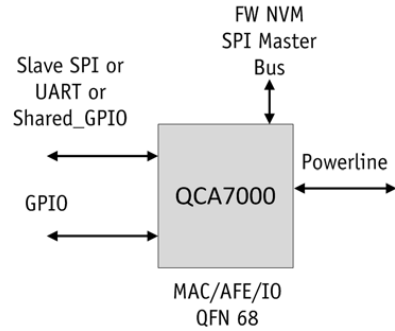 FW NVM
SPI Master
Bus
Slave SPI or
UART or
Shared_GPIO
QCA7000
Powerline
GPIO
MAC/AFE/IO
QFN 68